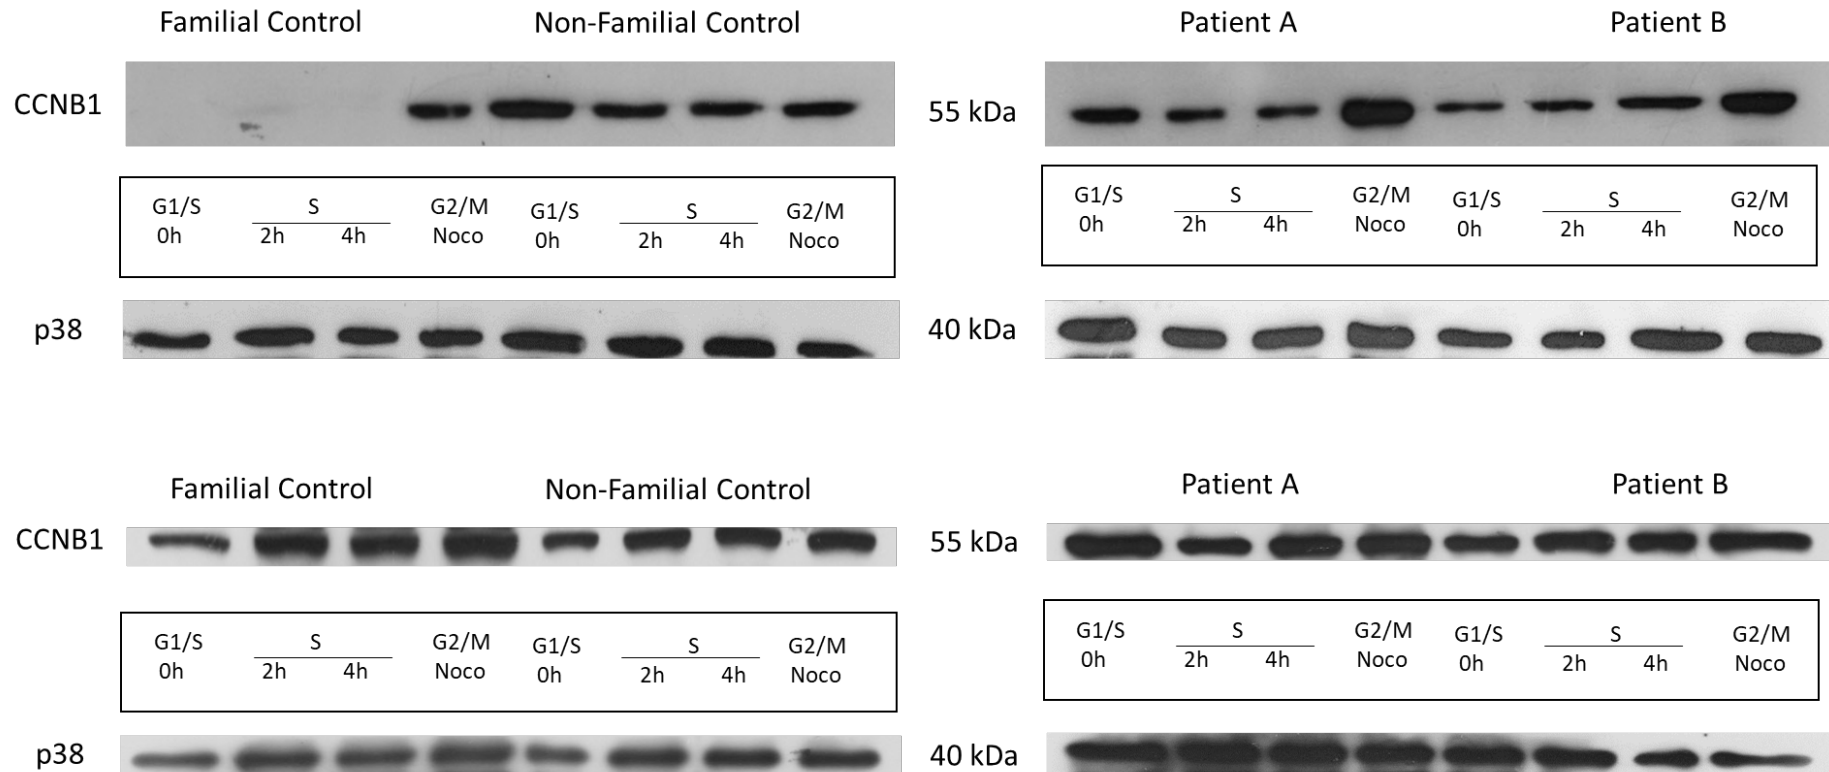 Familial Control Non-Familial Control Patient A Patient B
CCNB1 55 kDa
G1/S S G2/M G1/S S G2/M G1/S S G2/M G1/S S G2/M
0h 2h 4h Noco 0h 2h 4h Noco 0h 2h 4h Noco 0h 2h 4h Noco
p38 40 kDa
Familial Control Non-Familial Control Patient A Patient B
CCNB1 55 kDa
G1/S S G2/M G1/S S G2/M G1/S S G2/M G1/S S G2/M
0h 2h 4h Noco 0h 2h 4h Noco 0h 2h 4h Noco 0h 2h 4h Noco
p38 40 kDa